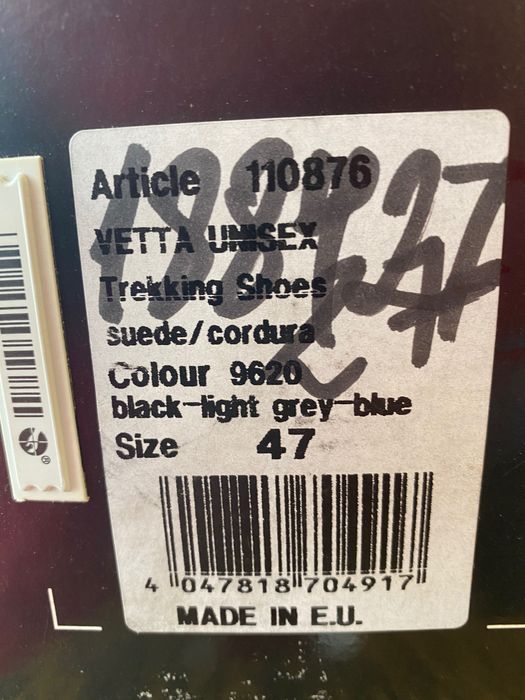 Article 110876
VETTA UNISEX
Trekking Shoes
suede/cordura
Colour 9620
black-light grey-blue
Size 47
4 047818 704917
MADE IN E.U.